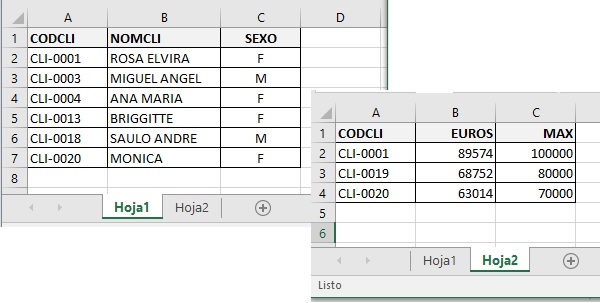 A B C D
1 CODCLI NOMCLI SEXO
2 CLI-0001 ROSA ELVIRA F
3 CLI-0003 MIGUEL ANGEL M
4 CLI-0004 ANA MARIA F
5 CLI-0013 BRIGGITTE F
6 CLI-0018 SAULO ANDRE M
7 CLI-0020 MONICA F
8
Hoja1 Hoja2
A B C
1 CODCLI EUROS MAX
2 CLI-0001 89574 100000
3 CLI-0019 68752 80000
4 CLI-0020 63014 70000
5
6
Hoja1 Hoja2
Listo